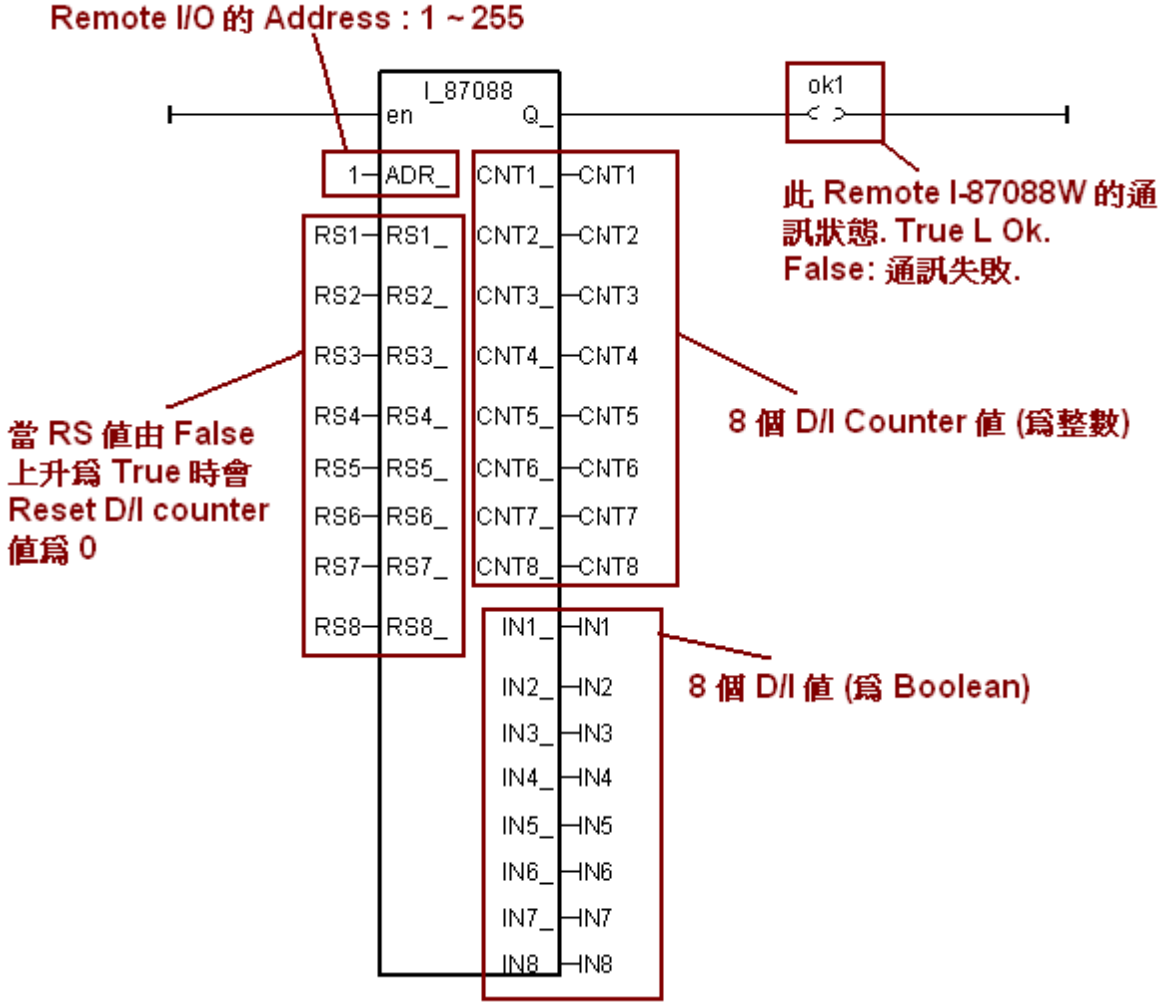 Remote I/O 的 Address : 1 ~ 255
I_87088
en Q_
ok1
1 ADR_ CNT1_ CNT1
RS1 RS1_ CNT2_ CNT2
RS2 RS2_ CNT3_ CNT3
RS3 RS3_ CNT4_ CNT4
RS4 RS4_ CNT5_ CNT5
RS5 RS5_ CNT6_ CNT6
RS6 RS6_ CNT7_ CNT7
RS7 RS7_ CNT8_ CNT8
RS8 RS8_ IN1_ IN1
IN2_ IN2
IN3_ IN3
IN4_ IN4
IN5_ IN5
IN6_ IN6
IN7_ IN7
IN8 IN8
此 Remote I-87088W 的通
訊狀態. True L Ok.
False: 通訊失敗.
8 個 D/I Counter 值 (爲整數)
當 RS 值由 False
上升爲 True 時會
Reset D/I counter
值爲 0
8 個 D/I 值 (爲 Boolean)